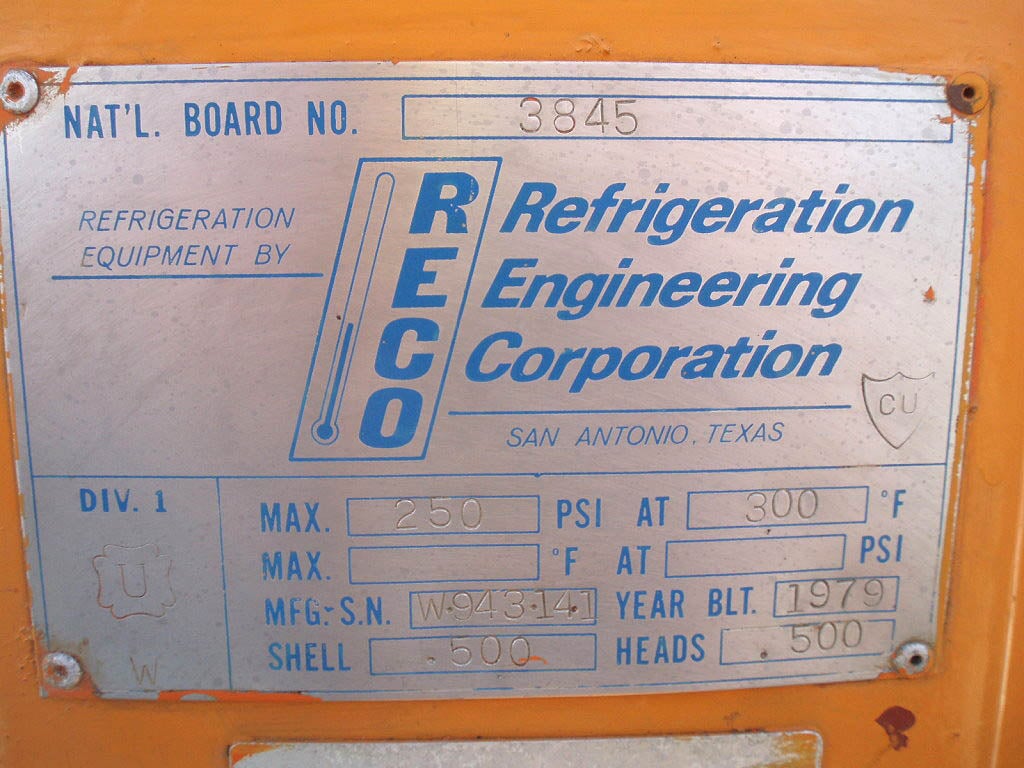 NAT'L. BOARD NO. 3845
REFRIGERATION
EQUIPMENT BY
RECO
Refrigeration
Engineering
Corporation
SAN ANTONIO, TEXAS
CU
DIV. 1
U
W
MAX. 250 PSI AT 300 °F
MAX. °F AT PSI
MFG. S.N. W·943·141 YEAR BLT. 1979
SHELL .500 HEADS .500